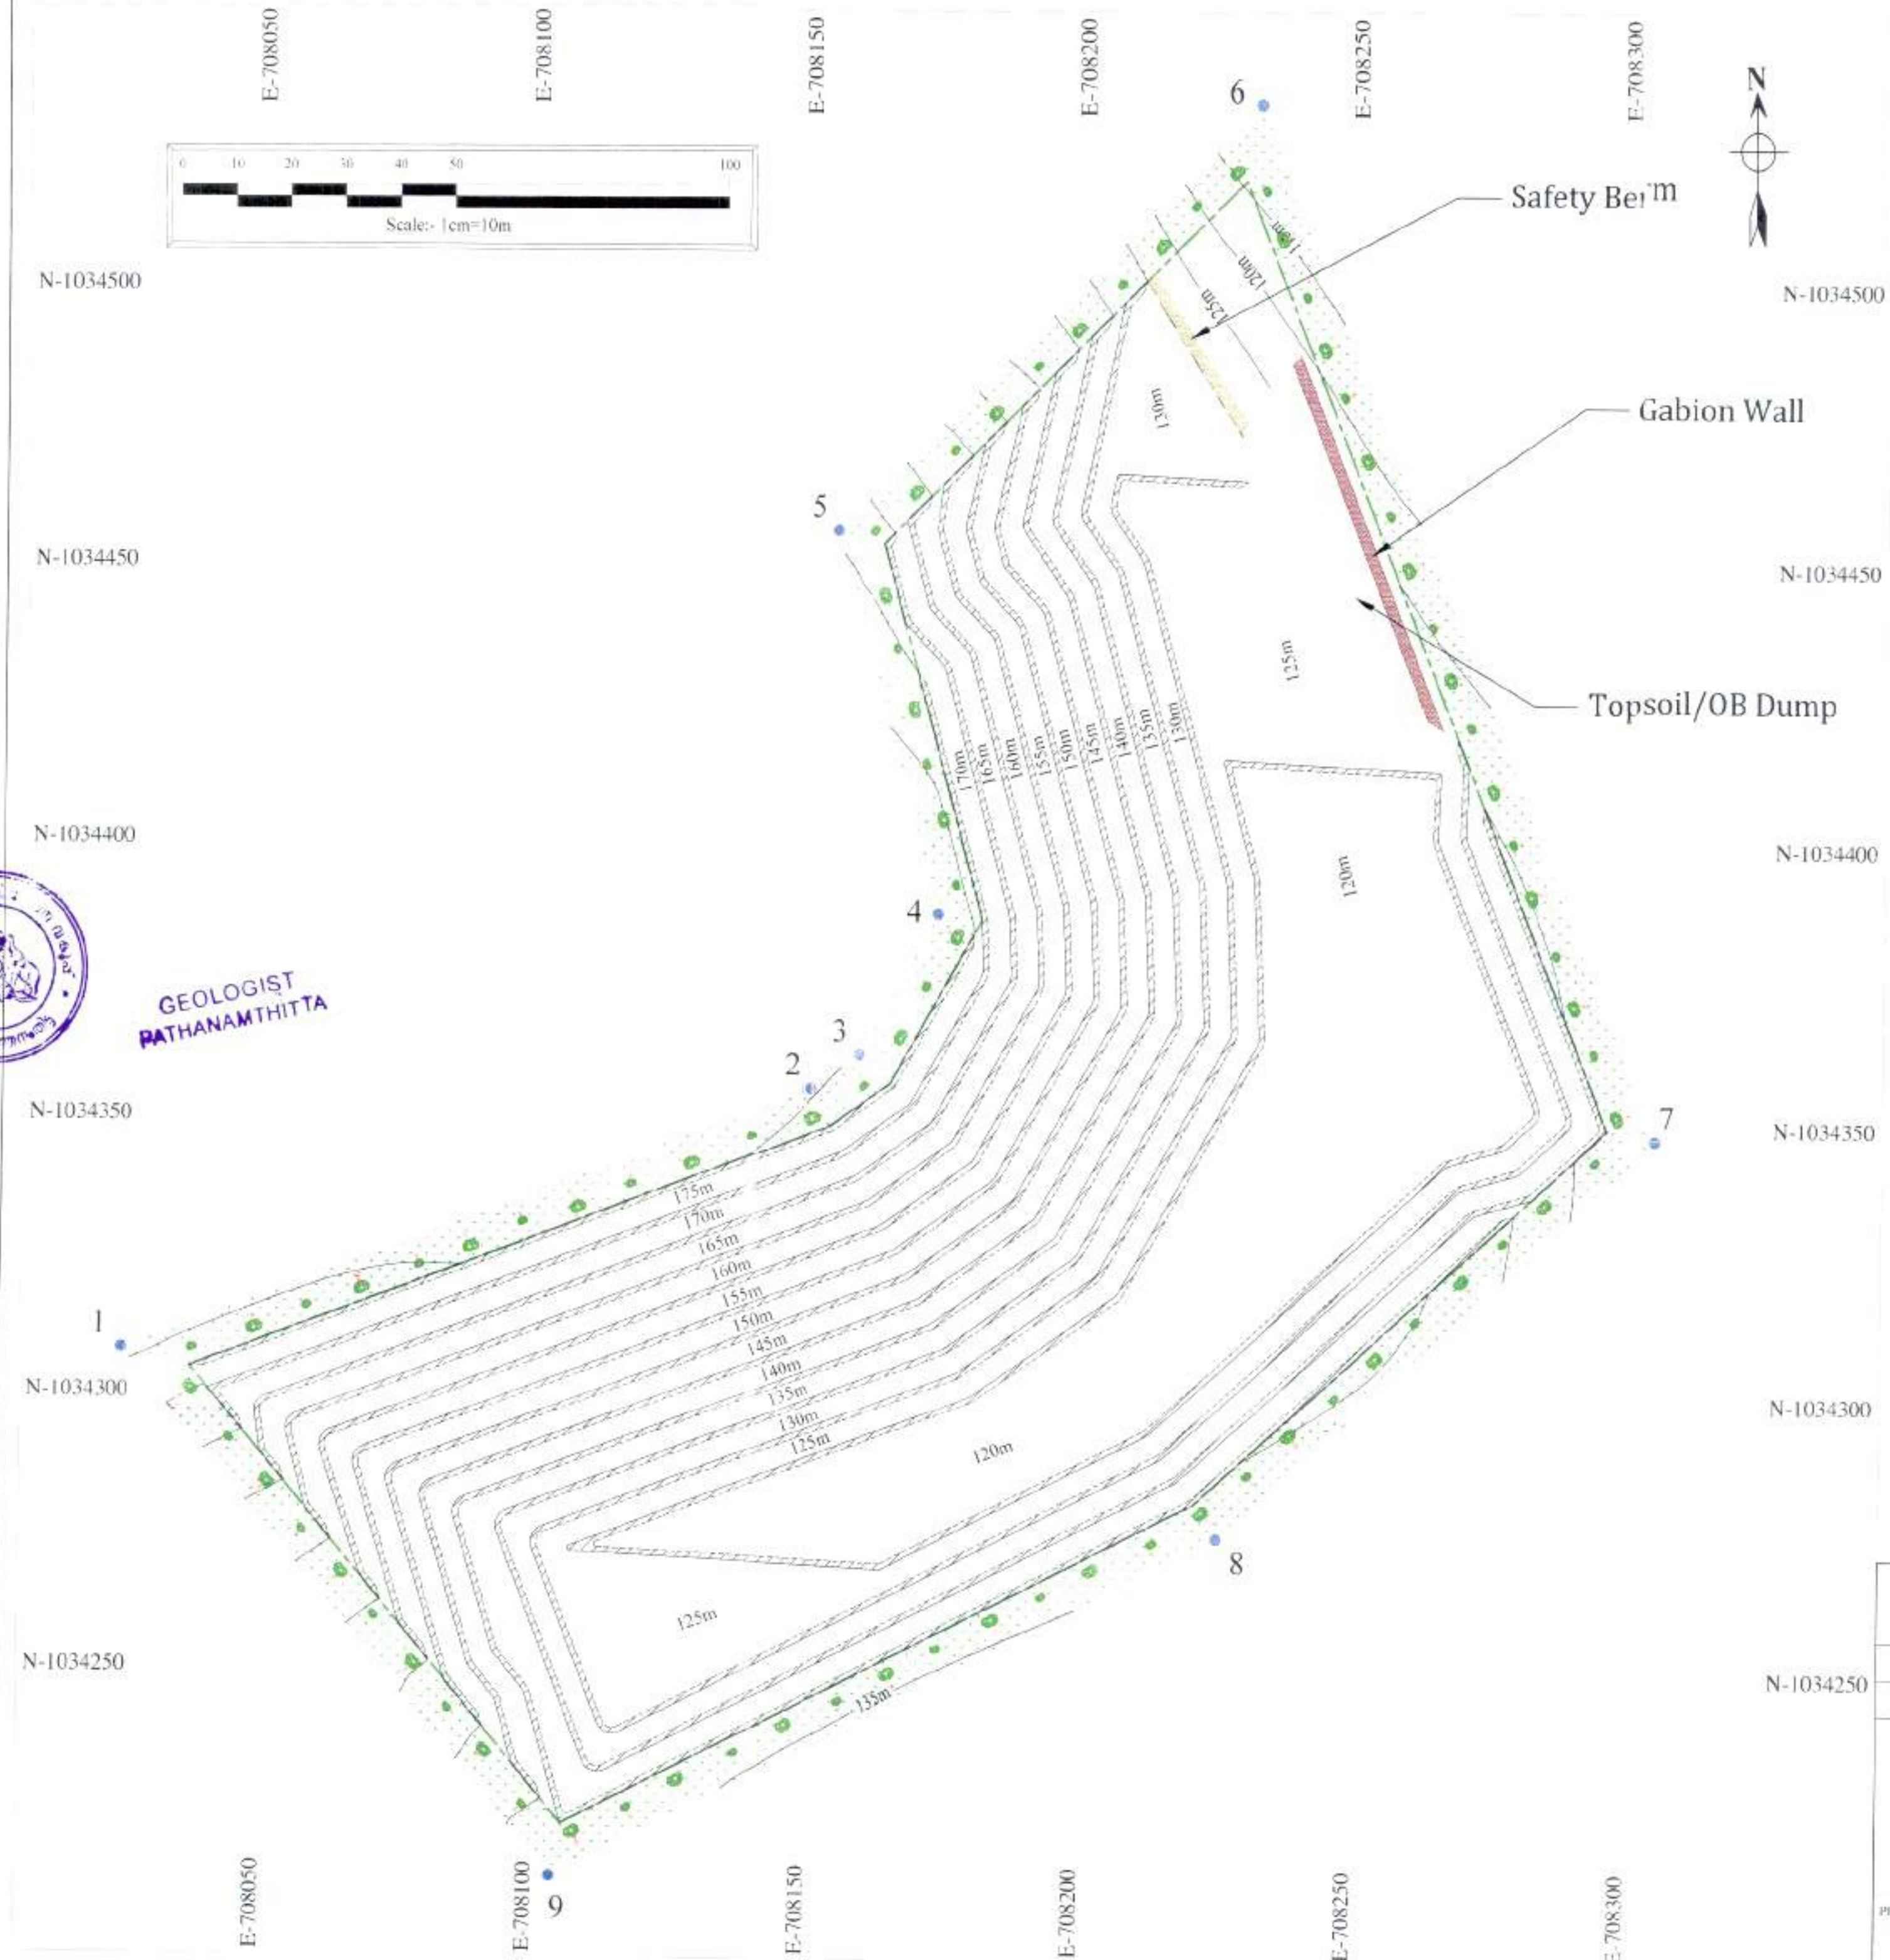 E-708050
E-708100
E-708150
E-708200
E-708250
E-708300
6
N
0 10 20 30 40 50 100
Scale:- 1cm=10m
Safety Berm
N-1034500
N-1034500
120m
125m
130m
Gabion Wall
5
N-1034450
N-1034450
125m
Topsoil/OB Dump
170m
165m
160m
155m
150m
145m
140m
135m
130m
N-1034400
N-1034400
120m
4
GEOLOGIST
PATHANAMTHITTA
3
2
N-1034350
N-1034350
7
175m
170m
165m
160m
155m
150m
145m
140m
135m
130m
125m
1
N-1034300
N-1034300
120m
8
125m
N-1034250
N-1034250
135m
9
E-708050
E-708100
E-708150
E-708200
E-708250
E-708300